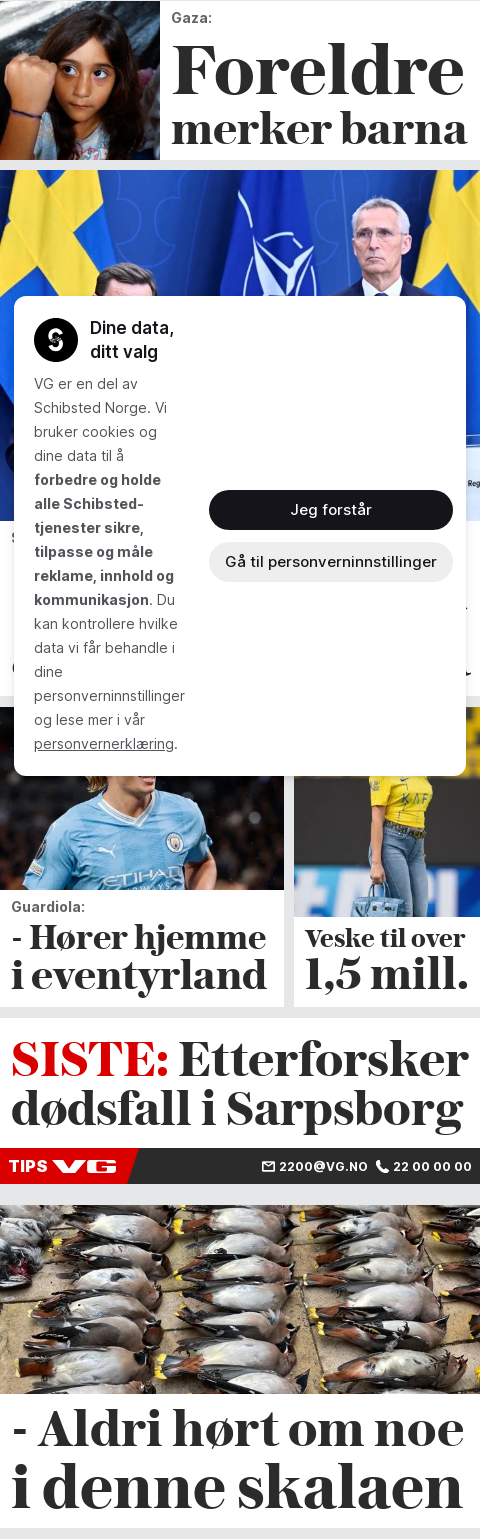 Gaza:
Foreldre
merker barna
Dine data,
ditt valg
VG er en del av
Schibsted Norge. Vi
bruker cookies og
dine data til å
forbedre og holde
alle Schibsted-
tjenester sikre,
tilpasse og måle
reklame, innhold og
kommunikasjon. Du
kan kontrollere hvilke
data vi får behandle i
dine
personverninnstillinger
og lese mer i vår
personvernerklæring.
Jeg forstår
Gå til personverninnstillinger
ETIHAD
AIRWAYS
KAFD
Guardiola:
- Hører hjemme
i eventyrland
Veske til over
1,5 mill.
SISTE: Etterforsker
dødsfall i Sarpsborg
TIPS VG
2200@VG.NO
22 00 00 00
- Aldri hørt om noe
i denne skalaen